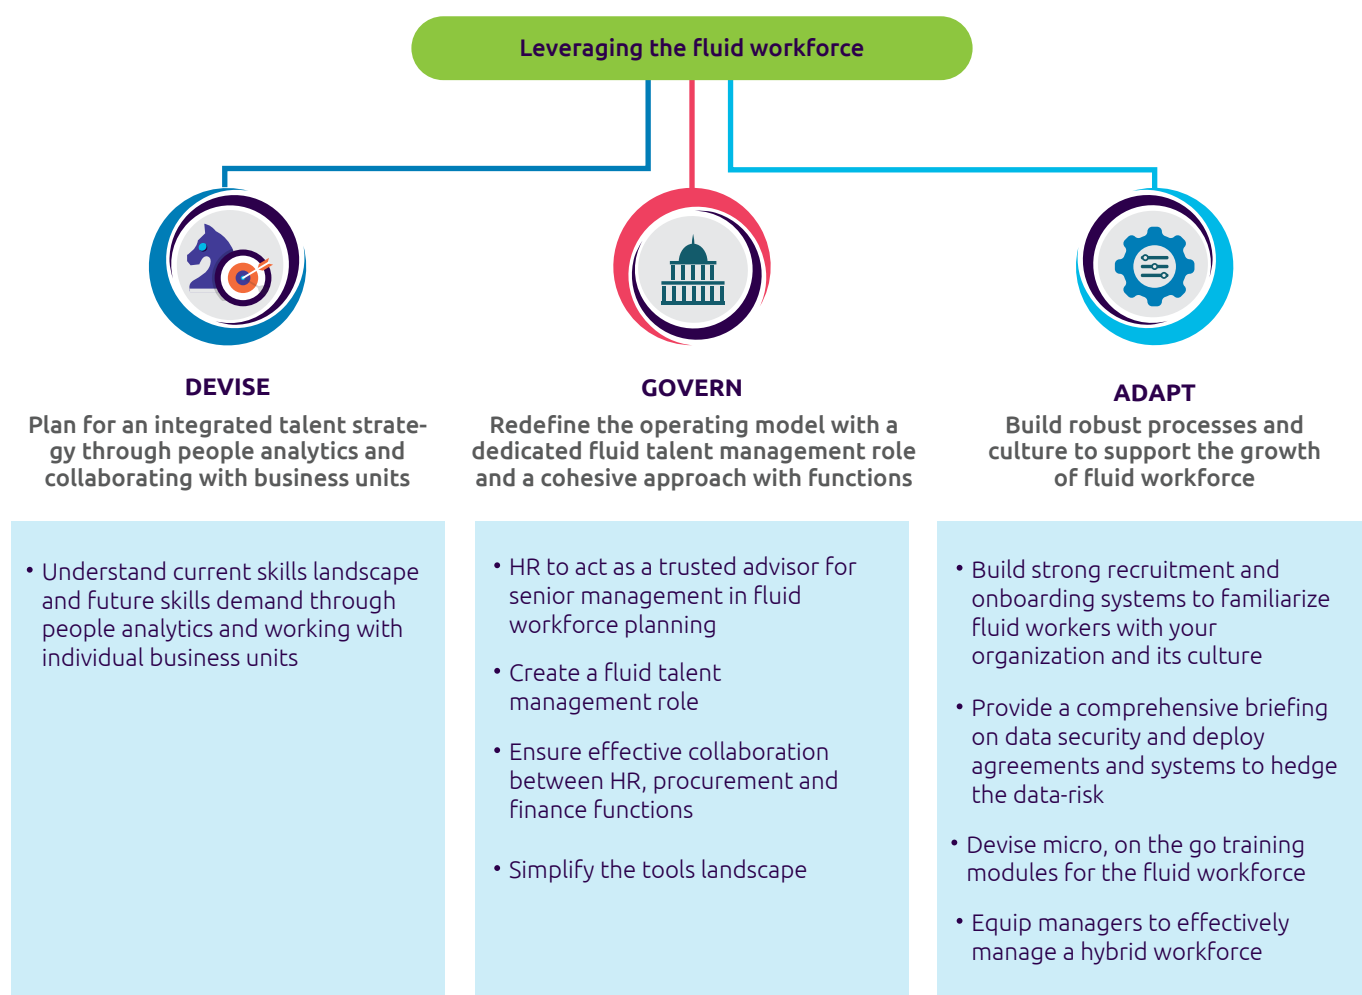 Leveraging the fluid workforce
DEVISE
Plan for an integrated talent strate-
gy through people analytics and
collaborating with business units
• Understand current skills landscape
and future skills demand through
people analytics and working with
individual business units
GOVERN
Redefine the operating model with a
dedicated fluid talent management role
and a cohesive approach with functions
• HR to act as a trusted advisor for
senior management in fluid
workforce planning
• Create a fluid talent
management role
• Ensure effective collaboration
between HR, procurement and
finance functions
• Simplify the tools landscape
ADAPT
Build robust processes and
culture to support the growth
of fluid workforce
• Build strong recruitment and
onboarding systems to familiarize
fluid workers with your
organization and its culture
• Provide a comprehensive briefing
on data security and deploy
agreements and systems to hedge
the data-risk
• Devise micro, on the go training
modules for the fluid workforce
• Equip managers to effectively
manage a hybrid workforce